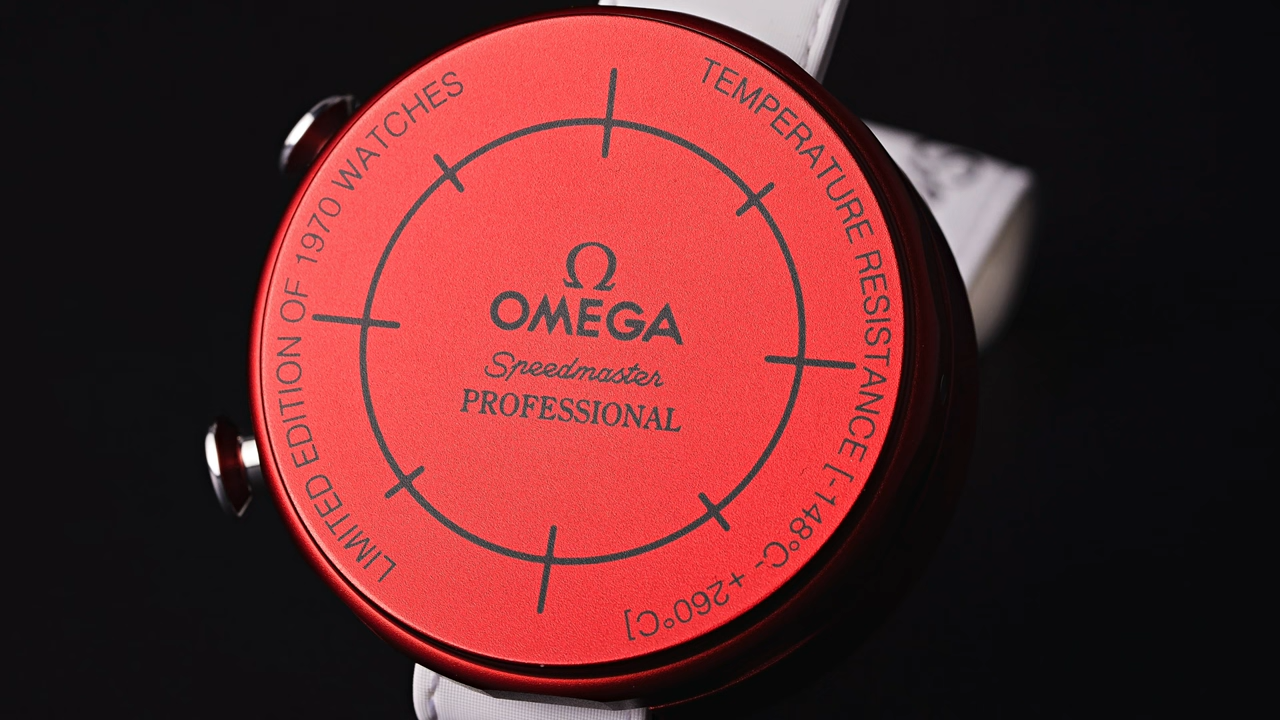 LIMITED EDITION OF 1970 WATCHES
TEMPERATURE RESISTANCE [-148°C- +260°C]
Ω
OMEGA
Speedmaster
PROFESSIONAL